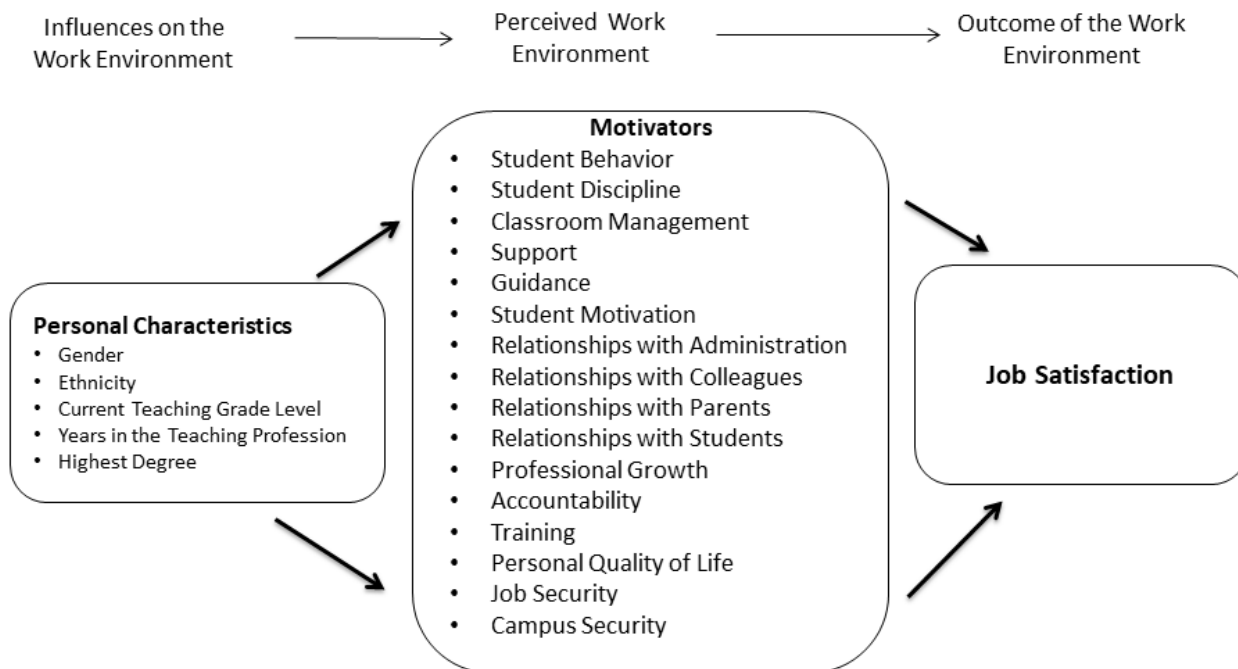 Influences on the
Work Environment
Perceived Work
Environment
Outcome of the Work
Environment
Personal Characteristics
• Gender
• Ethnicity
• Current Teaching Grade Level
• Years in the Teaching Profession
• Highest Degree
Motivators
• Student Behavior
• Student Discipline
• Classroom Management
• Support
• Guidance
• Student Motivation
• Relationships with Administration
• Relationships with Colleagues
• Relationships with Parents
• Relationships with Students
• Professional Growth
• Accountability
• Training
• Personal Quality of Life
• Job Security
• Campus Security
Job Satisfaction